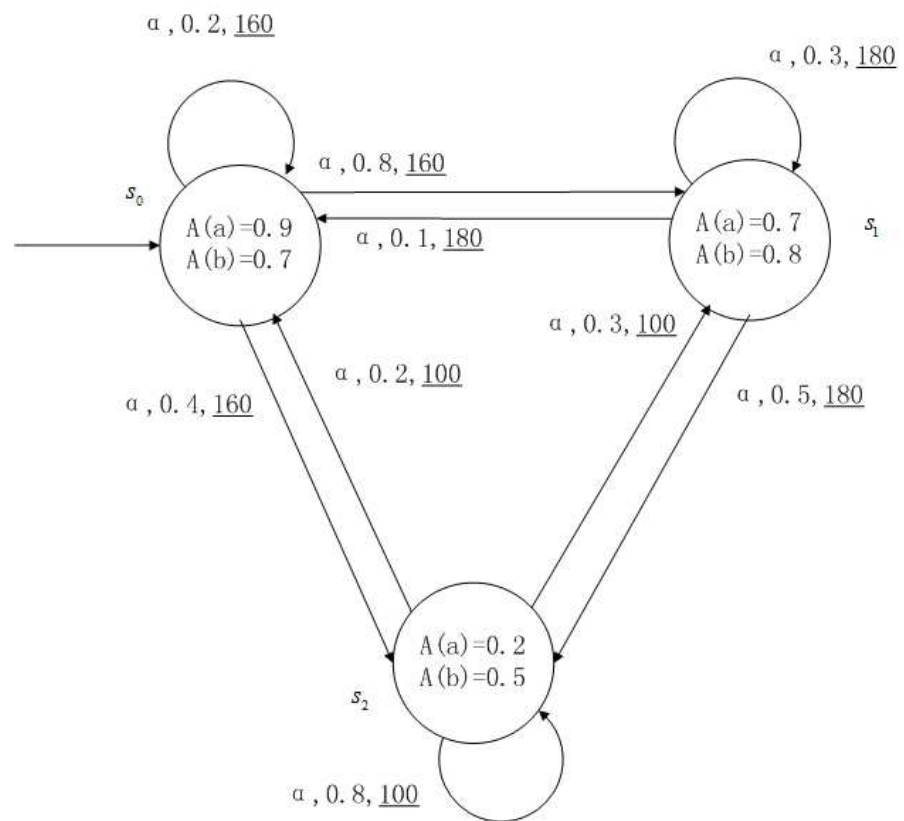 α,0.2,160
α,0.3,180
s₀
α,0.8,160
A(a)=0.9
A(b)=0.7
α,0.1,180
A(a)=0.7
A(b)=0.8
s₁
α,0.3,100
α,0.2,100
α,0.4,160
α,0.5,180
A(a)=0.2
A(b)=0.5
s₂
α,0.8,100